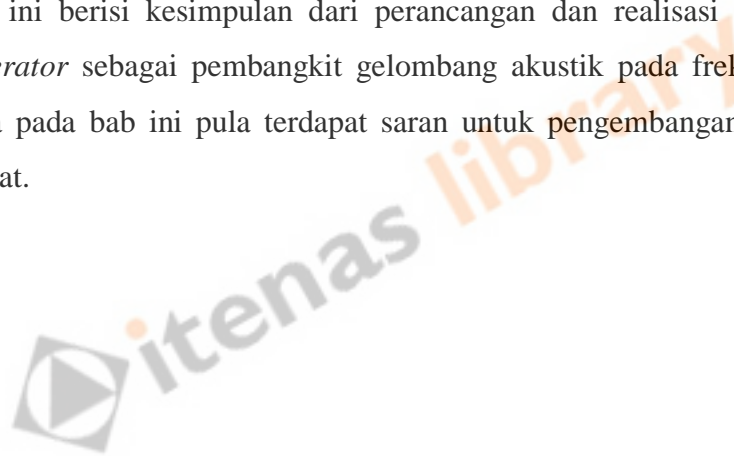 ini berisi kesimpulan dari perancangan dan realisasi
erator sebagai pembangkit gelombang akustik pada frek
pada bab ini pula terdapat saran untuk pengembangan
at.
itenas library